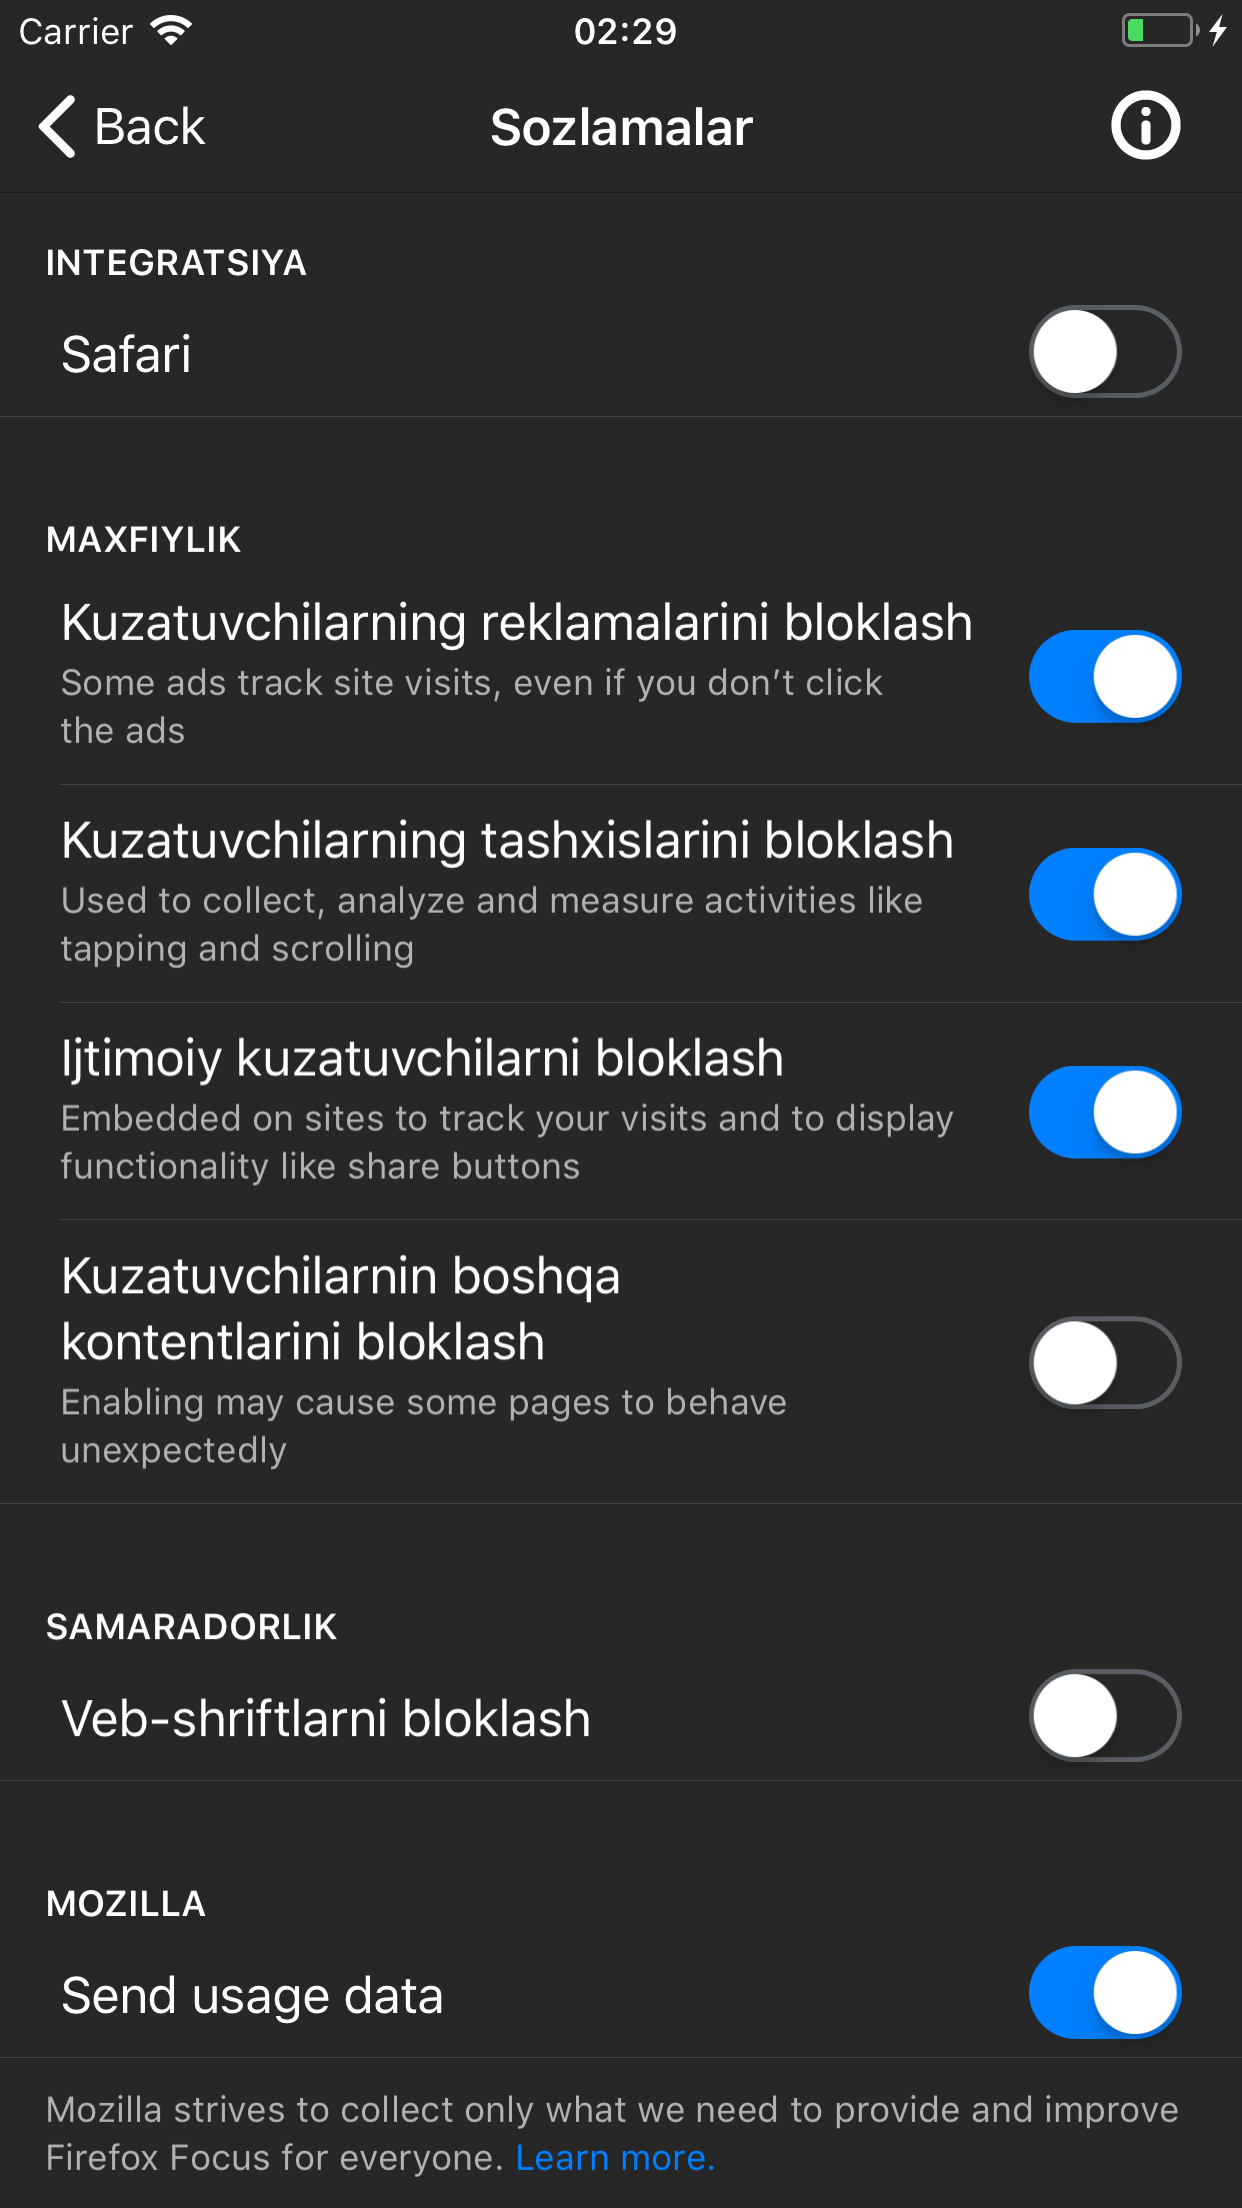 Carrier 02:29
Back Sozlamalar
INTEGRATSIYA
Safari
MAXFIYLIK
Kuzatuvchilarning reklamalarini bloklash
Some ads track site visits, even if you don’t click
the ads
Kuzatuvchilarning tashxislarini bloklash
Used to collect, analyze and measure activities like
tapping and scrolling
Ijtimoiy kuzatuvchilarni bloklash
Embedded on sites to track your visits and to display
functionality like share buttons
Kuzatuvchilarnin boshqa
kontentlarini bloklash
Enabling may cause some pages to behave
unexpectedly
SAMARADORLIK
Veb-shriftlarni bloklash
MOZILLA
Send usage data
Mozilla strives to collect only what we need to provide and improve
Firefox Focus for everyone. Learn more.